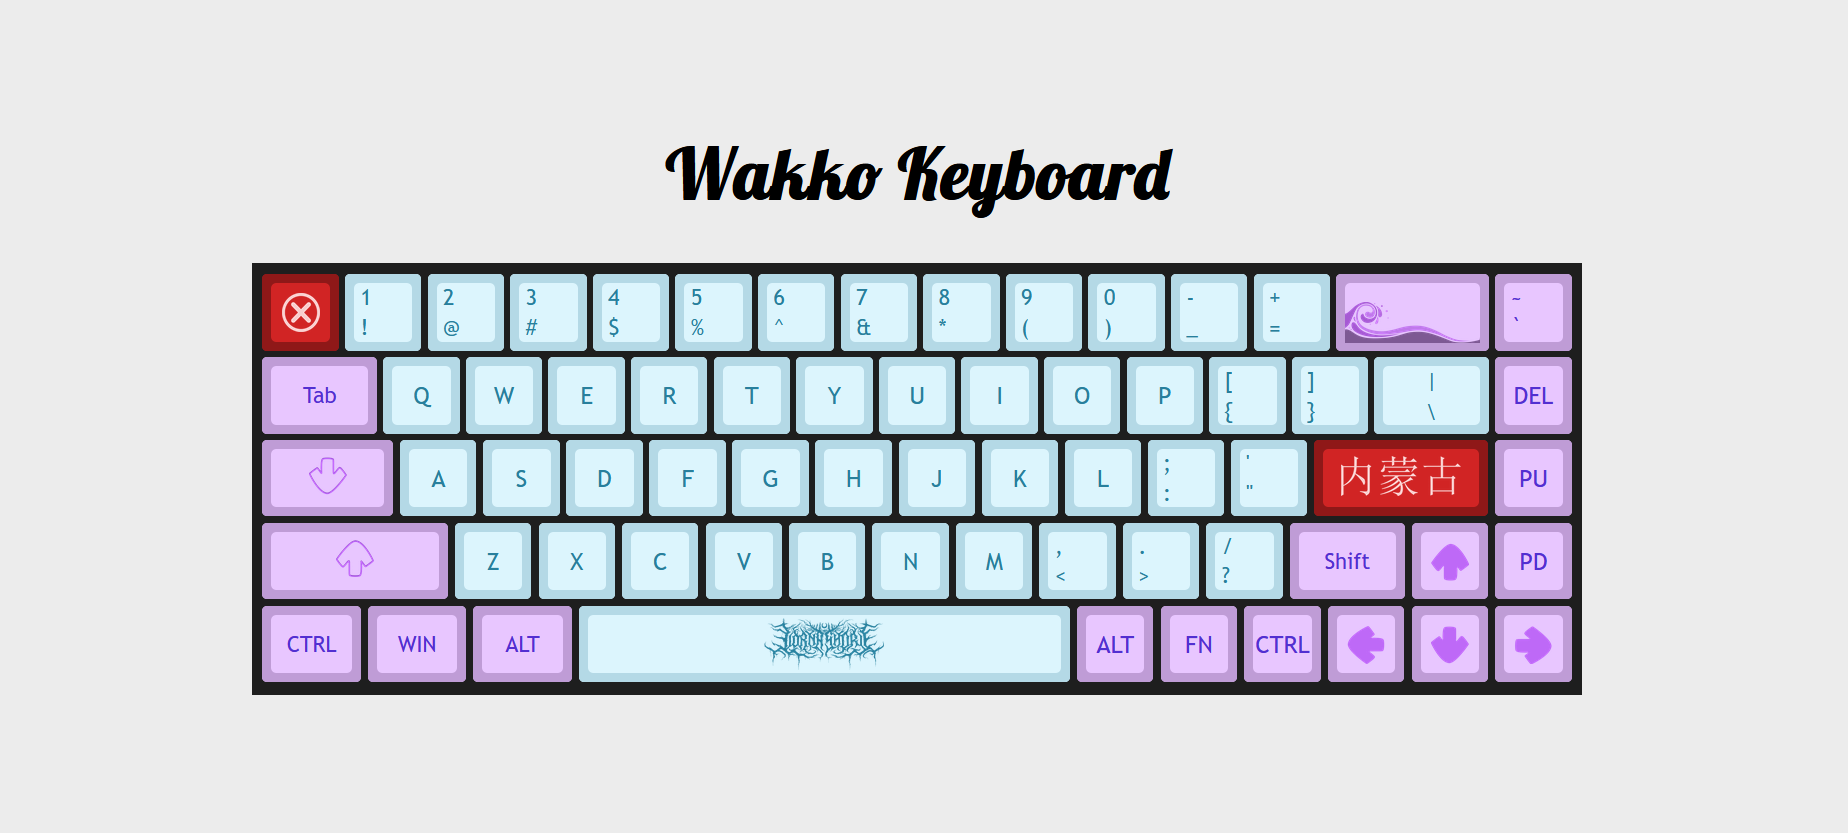 Wakko Keyboard
1 2 3 4 5 6 7 8 9 0 - + ~
! @ # $ % ^ & * ( ) _ = `
Tab Q W E R T Y U I O P [ ] | DEL
{ } \
A S D F G H J K L ; ' 内蒙古 PU
: "
Z X C V B N M , . / Shift PD
< > ?
CTRL WIN ALT ALT FN CTRL